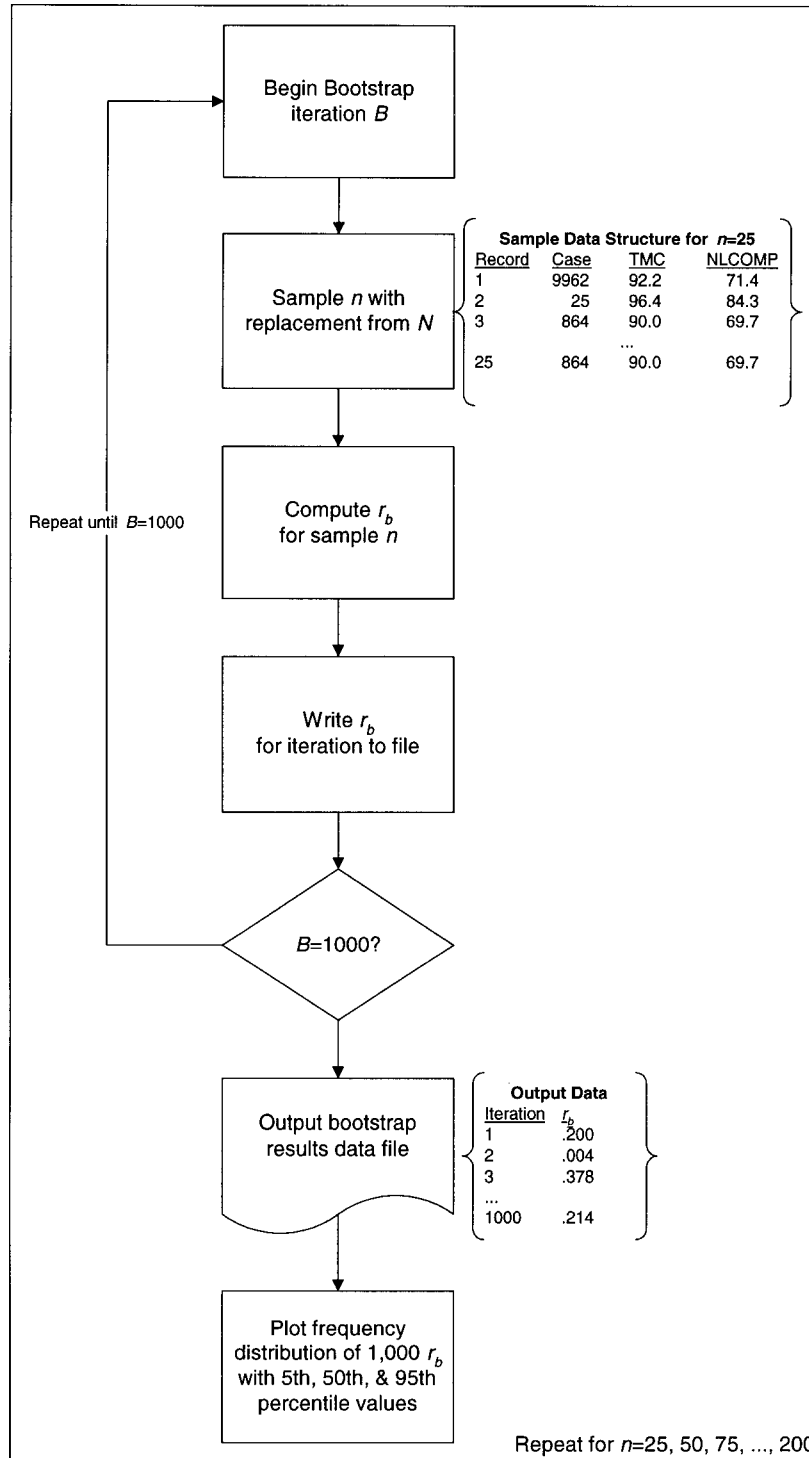 Begin Bootstrap
iteration B
Sample n with
replacement from N
Sample Data Structure for n=25
Record Case TMC NLCOMP
1 9962 92.2 71.4
2 25 96.4 84.3
3 864 90.0 69.7
...
25 864 90.0 69.7
Compute r_b
for sample n
Repeat until B=1000
Write r_b
for iteration to file
B=1000?
Output bootstrap
results data file
Output Data
Iteration r_b
1 .200
2 .004
3 .378
...
1000 .214
Plot frequency
distribution of 1,000 r_b
with 5th, 50th, & 95th
percentile values
Repeat for n=25, 50, 75, ..., 200